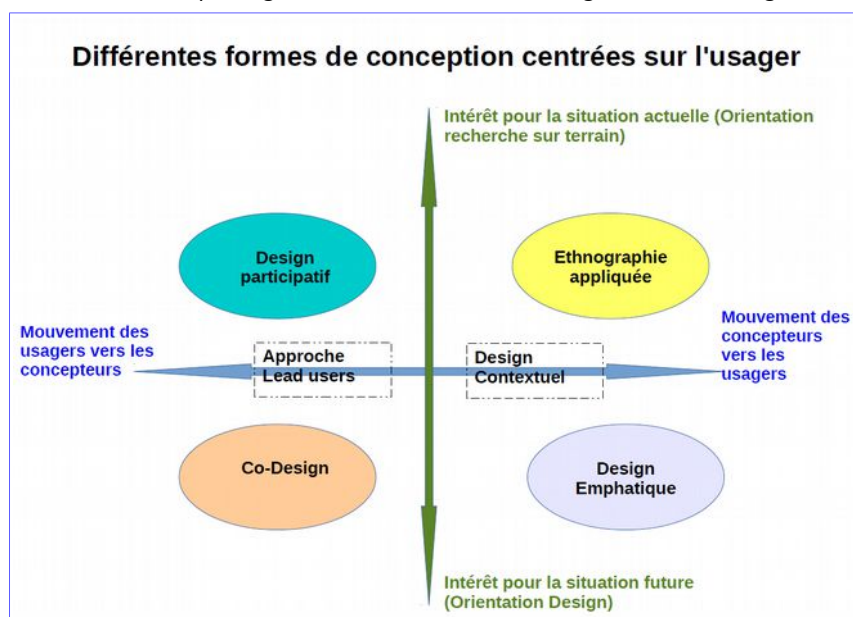 Différentes formes de conception centrées sur l'usager
Intérêt pour la situation actuelle (Orientation
recherche sur terrain)
Design
participatif
Ethnographie
appliquée
Mouvement des
usagers vers les
concepteurs
Approche
Lead users
Design
Contextuel
Mouvement des
concepteurs
vers les
usagers
Co-Design
Design
Emphatique
Intérêt pour la situation future
(Orientation Design)